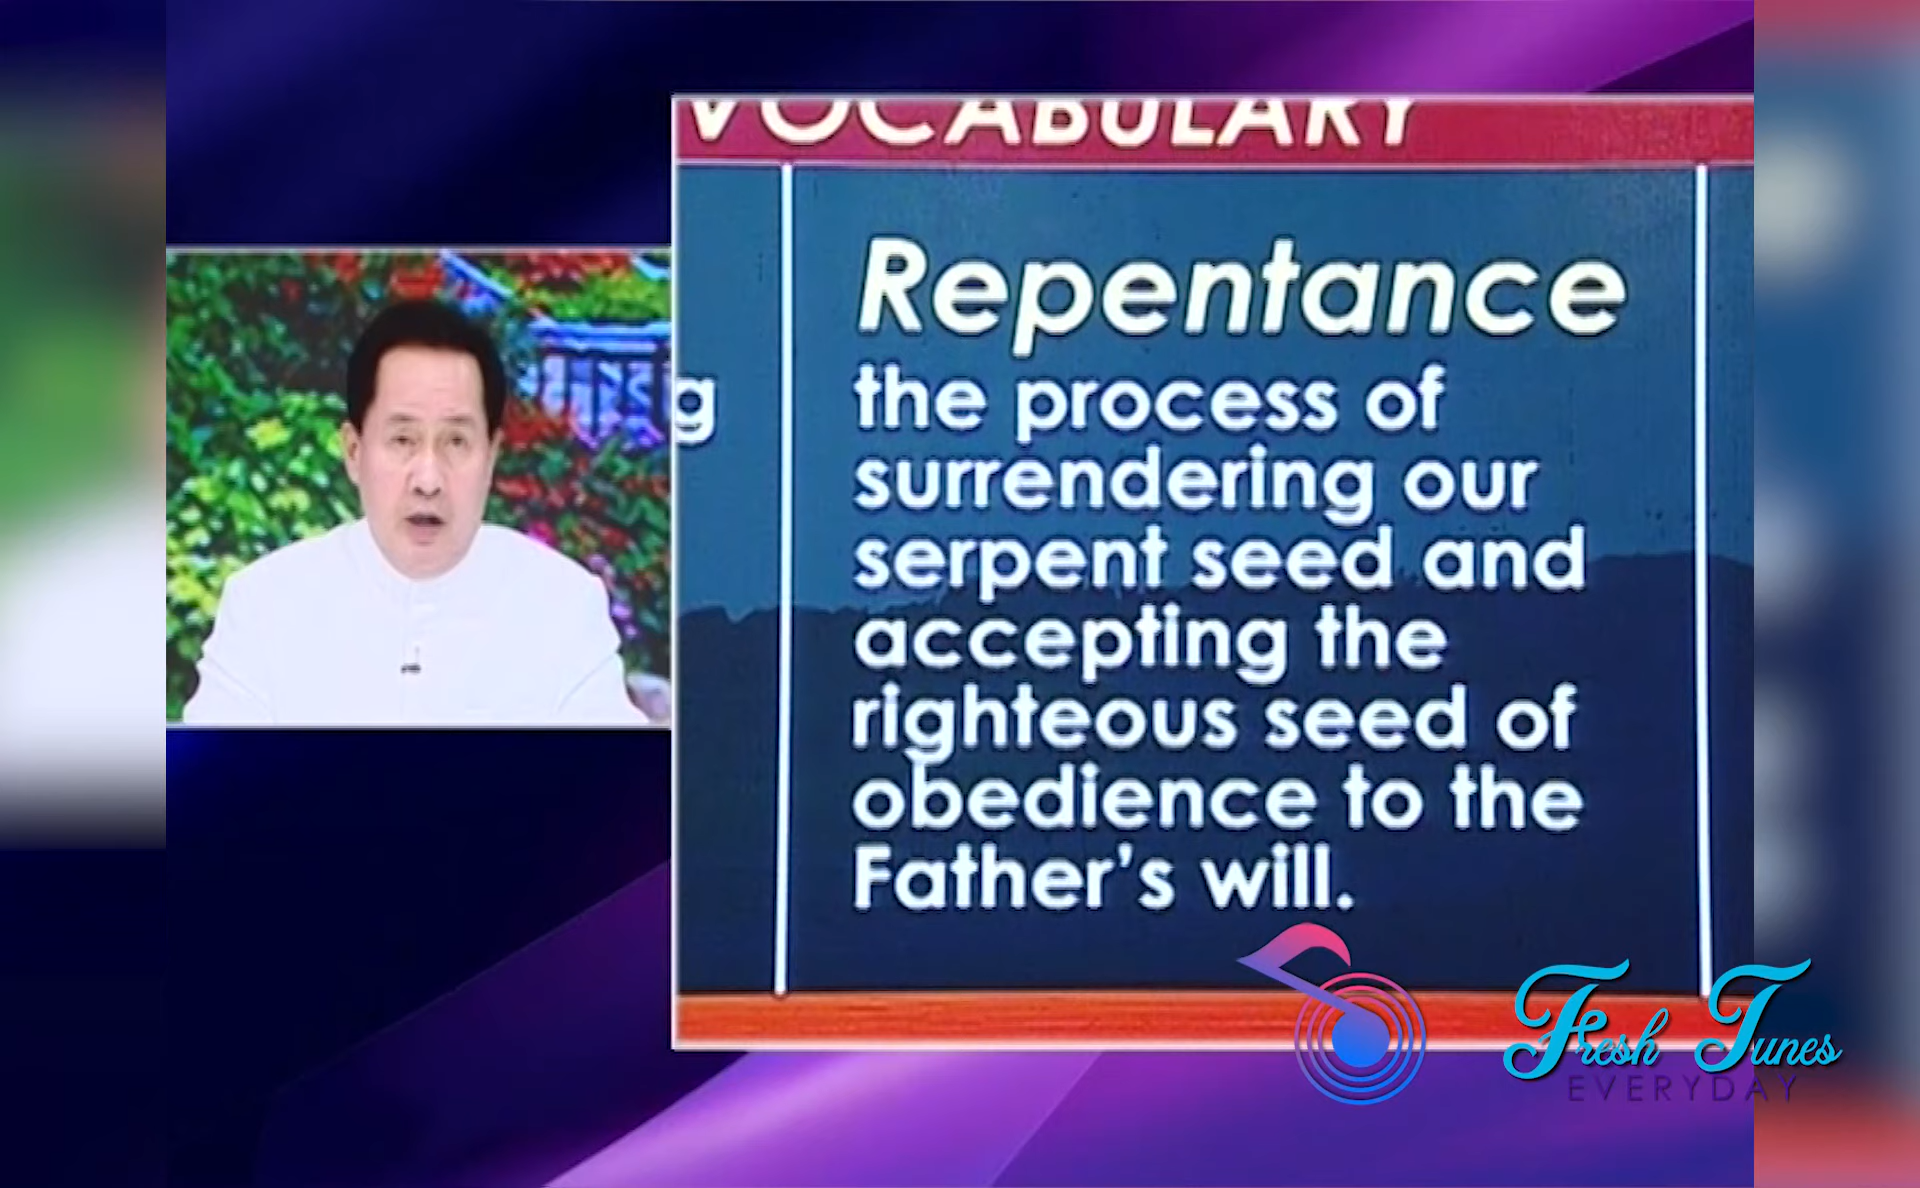 VOCABULARY
g
Repentance
the process of
surrendering our
serpent seed and
accepting the
righteous seed of
obedience to the
Father's will.
Fresh Tunes
EVERYDAY